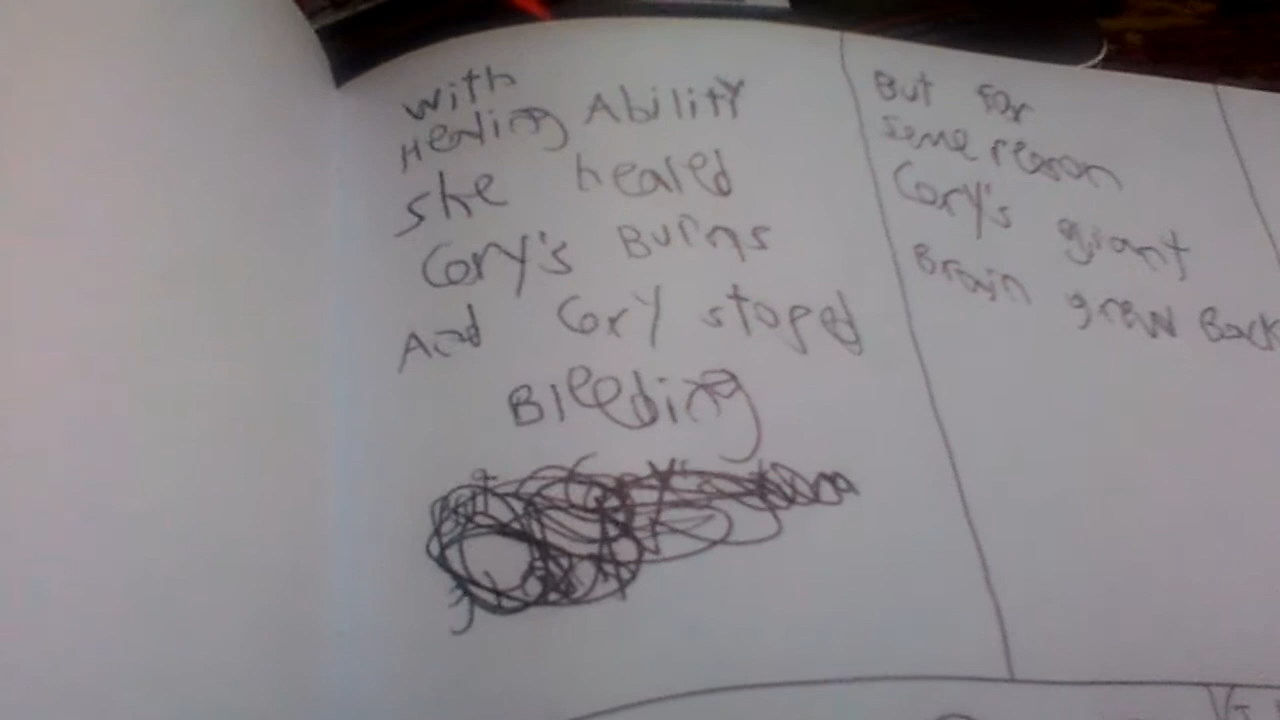 with
Healing Ability
she healed
Cory's Burns
And Cory stoped
Bleeding
But for
some reason
Cory's giant
Brain grew Back